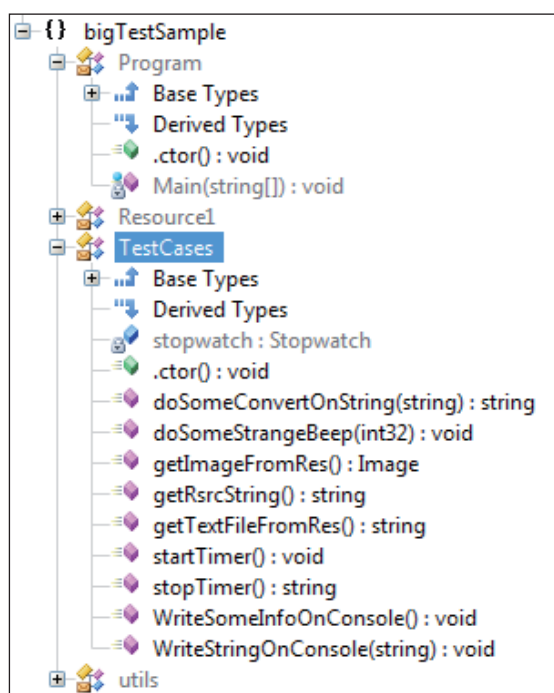 {} bigTestSample
Program
Base Types
Derived Types
.ctor() : void
Main(string[]) : void
Resource1
TestCases
Base Types
Derived Types
stopwatch : Stopwatch
.ctor() : void
doSomeConvertOnString(string) : string
doSomeStrangeBeep(int32) : void
getImageFromRes() : Image
getRsrcString() : string
getTextFileFromRes() : string
startTimer() : void
stopTimer() : string
WriteSomeInfoOnConsole() : void
WriteStringOnConsole(string) : void
utils